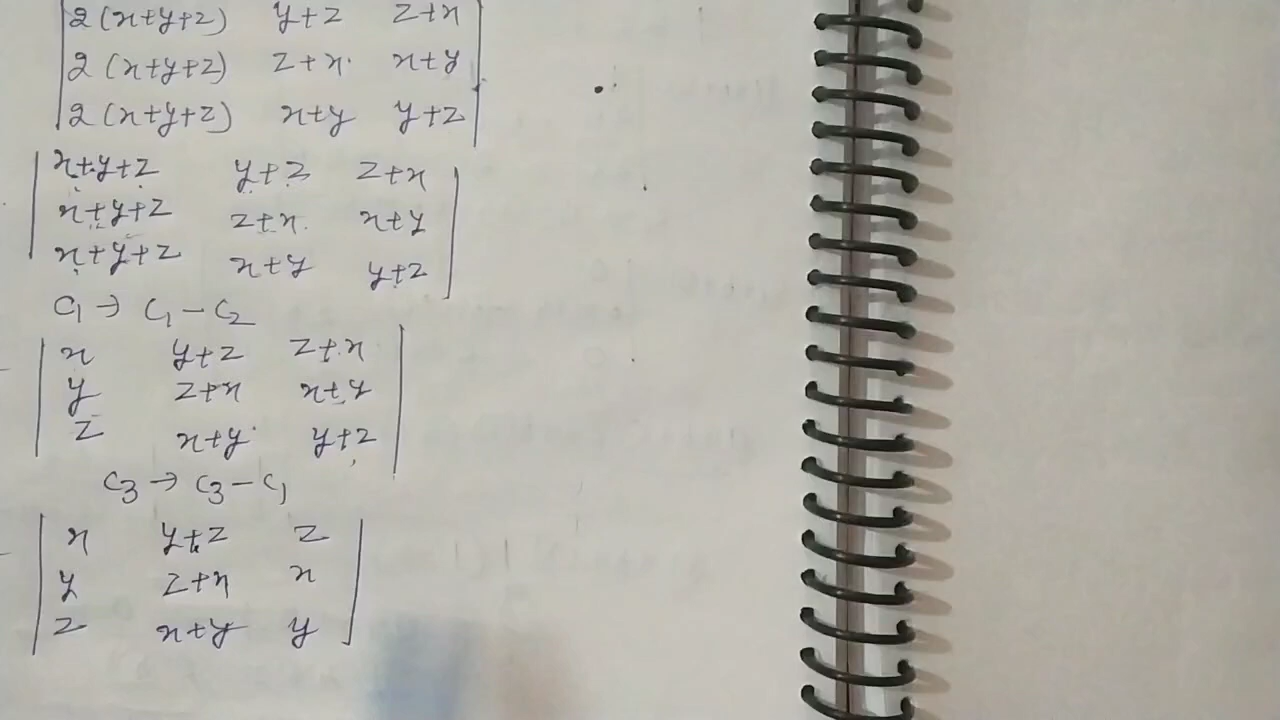 2(x+y+z) y+z z+x
2(x+y+z) z+x x+y
2(x+y+z) x+y y+z
x+y+z y+z z+x
x+y+z z+x x+y
x+y+z x+y y+z
C₁ → C₁ - C₂
x y+z z+x
y z+x x+y
z x+y y+z
C₃ → C₃ - C₁
x y+z z
y z+x x
z x+y y